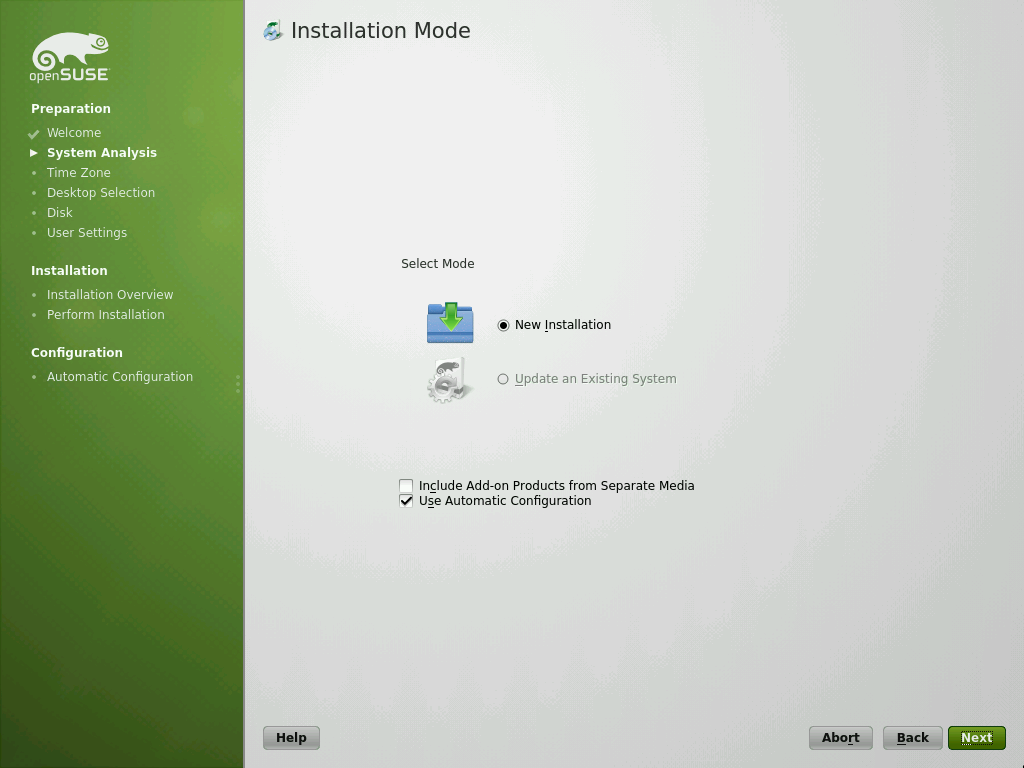 openSUSE
Preparation
Welcome
System Analysis
Time Zone
Desktop Selection
Disk
User Settings
Installation
Installation Overview
Perform Installation
Configuration
Automatic Configuration
Installation Mode
Select Mode
New Installation
Update an Existing System
Include Add-on Products from Separate Media
Use Automatic Configuration
Help
Abort
Back
Next